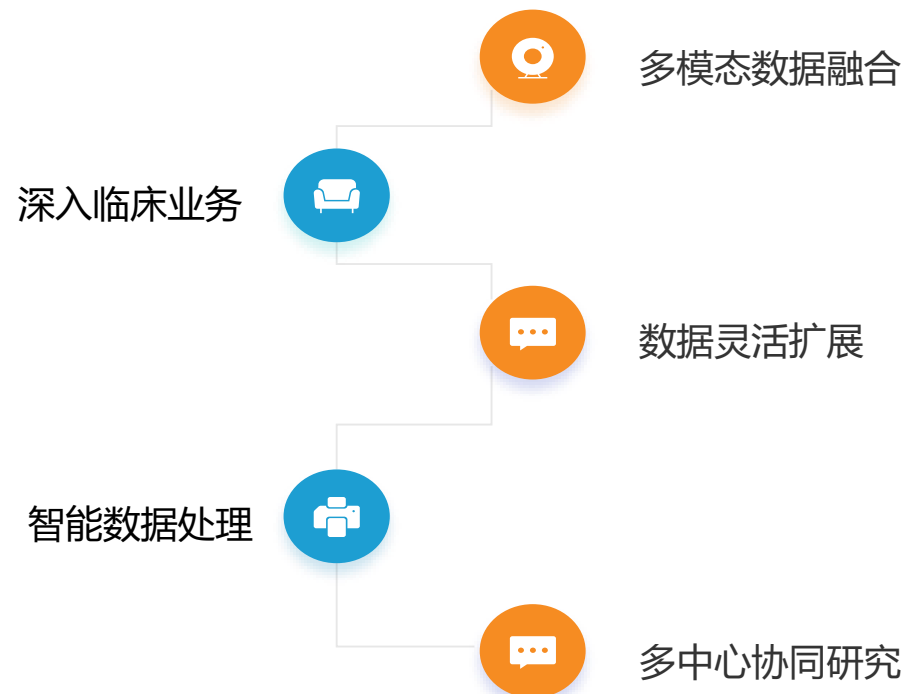 多模态数据融合
深入临床业务
数据灵活扩展
智能数据处理
多中心协同研究